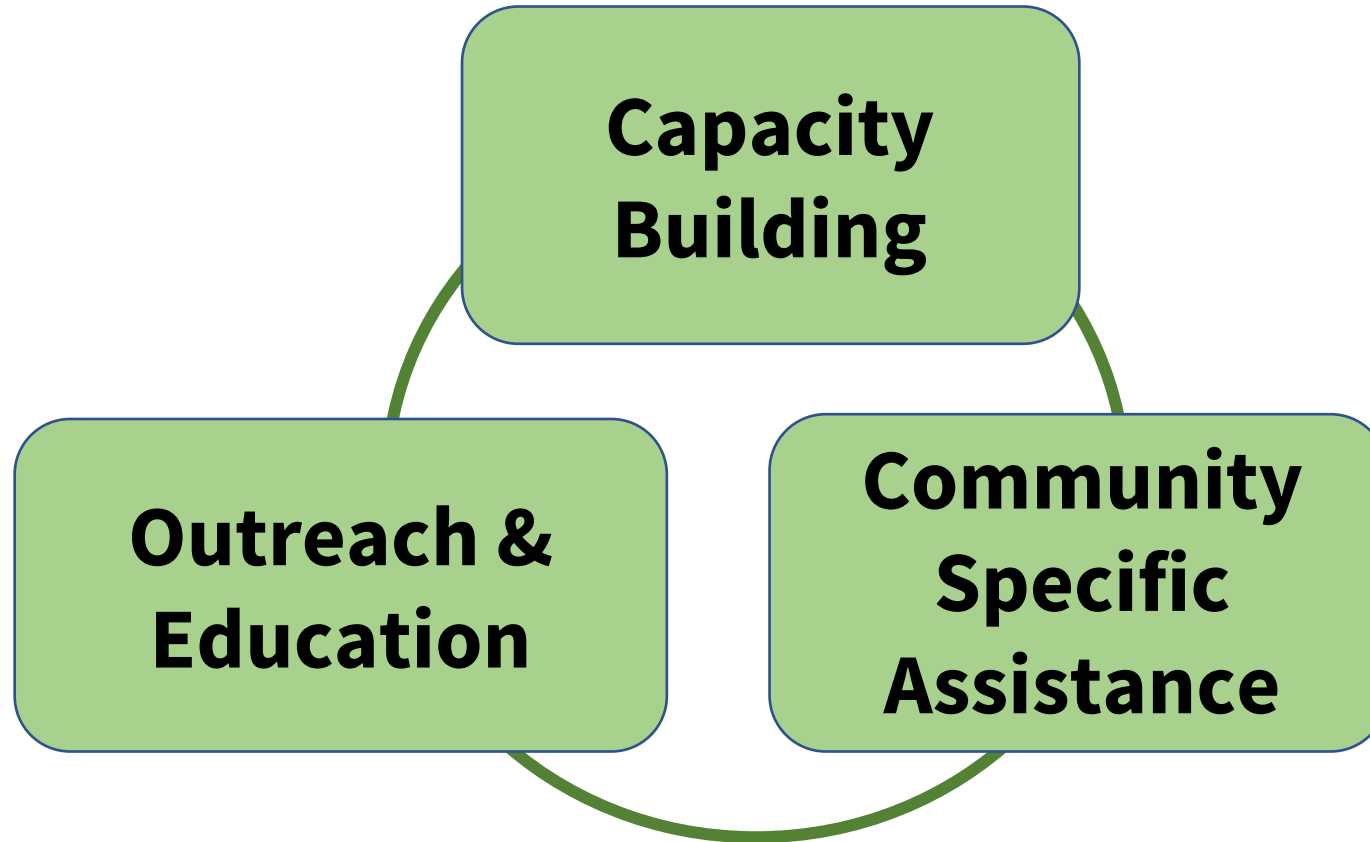 Capacity
Building
Outreach &
Education
Community
Specific
Assistance